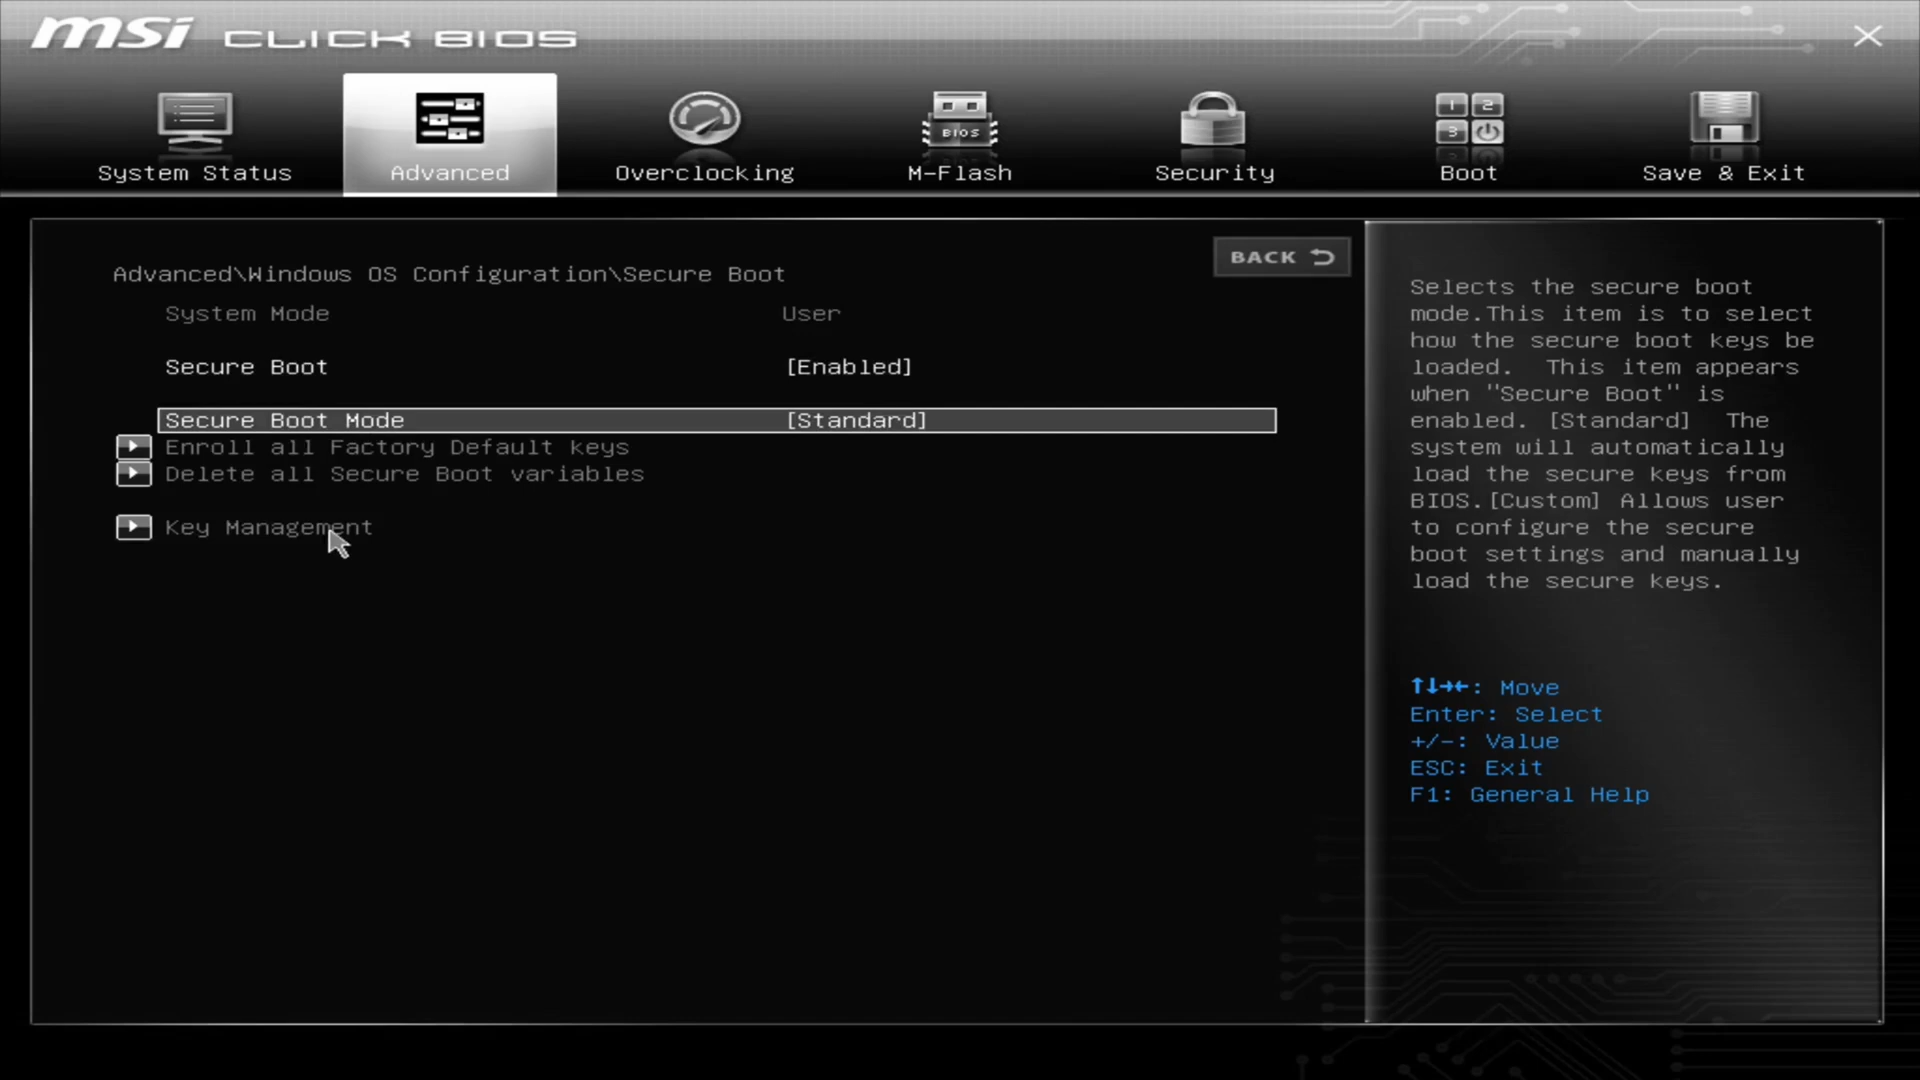 msi CLICK BIOS
System Status
Advanced
Overclocking
BIOS
M-Flash
Security
1 2
3
Boot
Save & Exit
BACK
Advanced\Windows OS Configuration\Secure Boot
System Mode User
Secure Boot [Enabled]
Secure Boot Mode [Standard]
Enroll all Factory Default keys
Delete all Secure Boot variables
Key Management
Selects the secure boot
mode.This item is to select
how the secure boot keys be
loaded. This item appears
when "Secure Boot" is
enabled. [Standard] The
system will automatically
load the secure keys from
BIOS.[Custom] Allows user
to configure the secure
boot settings and manually
load the secure keys.
↑↓→←: Move
Enter: Select
+/-: Value
ESC: Exit
F1: General Help